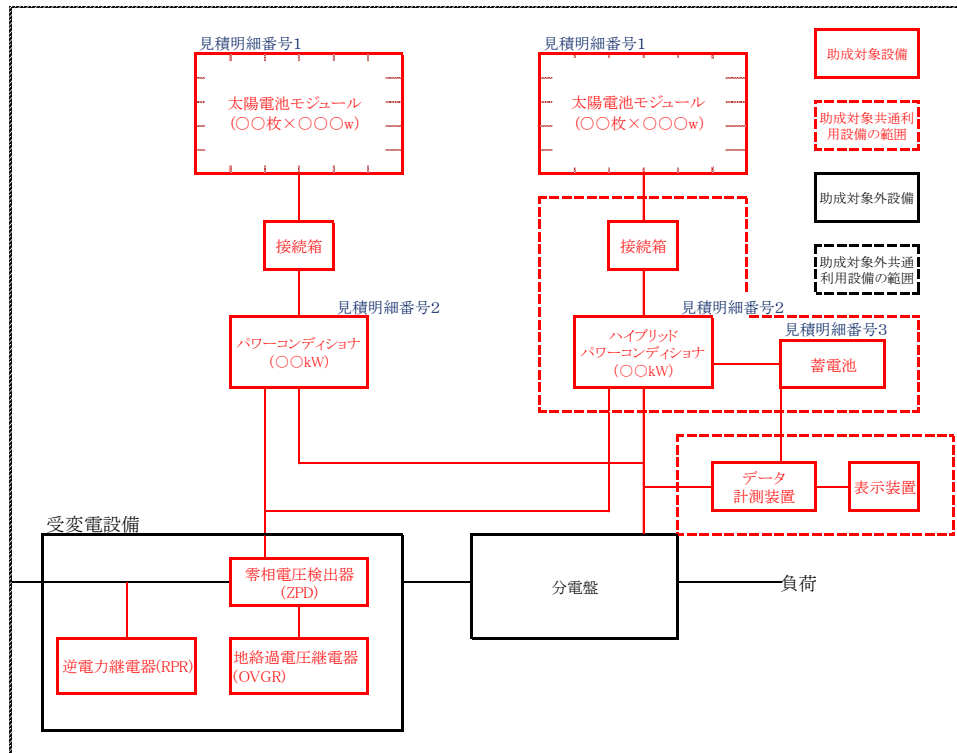 見積明細番号1
見積明細番号1
太陽電池モジュール
(○○枚×○○○w)
太陽電池モジュール
(○○枚×○○○w)
助成対象設備
助成対象共通利
用設備の範囲
助成対象外設備
助成対象外共通
利用設備の範囲
接続箱
接続箱
見積明細番号2
見積明細番号2
見積明細番号3
パワーコンディショナ
(○○kW)
ハイブリッド
パワーコンディショナ
(○○kW)
蓄電池
データ
計測装置
表示装置
受変電設備
零相電圧検出器
(ZPD)
分電盤
負荷
逆電力継電器(RPR)
地絡過電圧継電器
(OVGR)